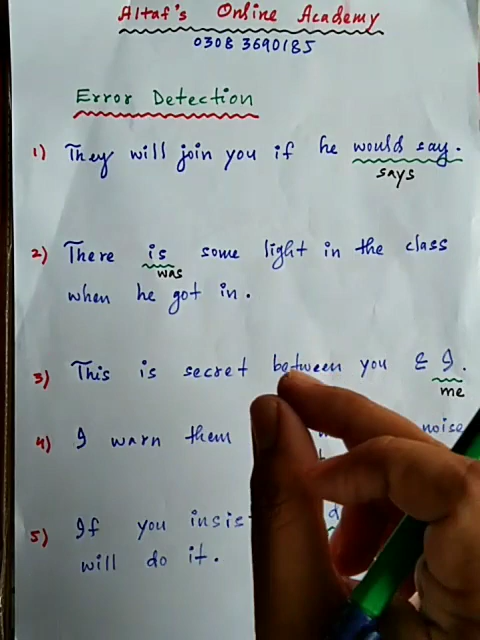 Altaf's Online Academy
0308 3690185
Error Detection
1) They will join you if he would say.
says
2) There is some light in the class
was
when he got in.
3) This is secret between you & I.
me
4) I warn them noise
5) If you
will do it.